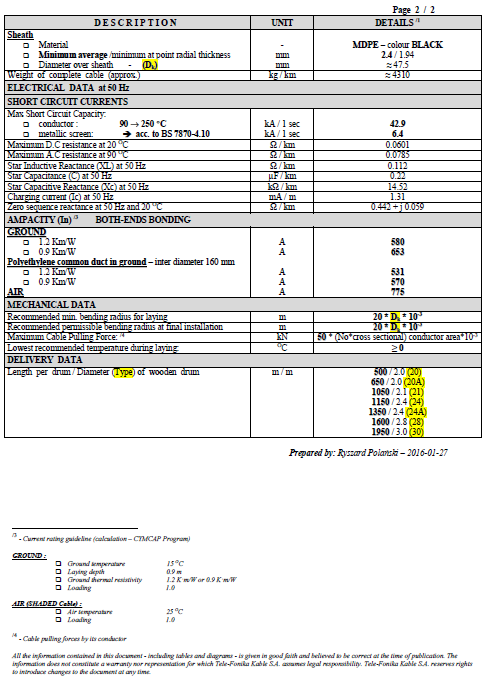 Page 2 / 2
DESCRIPTION UNIT DETAILS /1
Sheath
Material - MDPE – colour BLACK
Minimum average /minimum at point radial thickness mm 2.4 / 1.94
Diameter over sheath - (Dk) mm ≈ 47.5
Weight of complete cable (approx.) kg / km ≈ 4310
ELECTRICAL DATA at 50 Hz
SHORT CIRCUIT CURRENTS
Max Short Circuit Capacity:
conductor : 90 → 250 °C kA / 1 sec 42.9
metallic screen: ➔ acc. to BS 7870-4.10 kA / 1 sec 6.4
Maximum D.C resistance at 20 °C Ω / km 0.0601
Maximum A.C resistance at 90 °C Ω / km 0.0785
Star Inductive Reactance (XL) at 50 Hz Ω / km 0.112
Star Capacitance (C) at 50 Hz μF / km 0.22
Star Capacitive Reactance (Xc) at 50 Hz kΩ / km 14.52
Charging current (Ic) at 50 Hz mA / m 1.31
Zero sequence reactance at 50 Hz and 20 °C Ω / km 0.442 + j 0.059
AMPACITY (In) /3 BOTH-ENDS BONDING
GROUND
1.2 Km/W A 580
0.9 Km/W A 653
Polyethylene common duct in ground – inter diameter 160 mm
1.2 Km/W A 531
0.9 Km/W A 570
AIR A 775
MECHANICAL DATA
Recommended min. bending radius for laying m 20 * Dk * 10-3
Recommended permissible bending radius at final installation m 20 * Dk * 10-3
Maximum Cable Pulling Force: /4 kN 50 * (No*cross sectional) conductor area*10-3
Lowest recommended temperature during laying: °C ≥ 0
DELIVERY DATA
Length per drum / Diameter (Type) of wooden drum m / m 500 / 2.0 (20)
650 / 2.0 (20A)
1050 / 2.1 (21)
1150 / 2.4 (24)
1350 / 2.4 (24A)
1600 / 2.8 (28)
1950 / 3.0 (30)
Prepared by: Ryszard Polański – 2016-01-27
/3 - Current rating guideline (calculation – CYMCAP Program)
GROUND :
Ground temperature 15 °C
Laying depth 0.9 m
Ground thermal resistivity 1.2 K m/W or 0.9 K m/W
Loading 1.0
AIR (SHADED Cable) :
Air temperature 25 °C
Loading 1.0
/4 - Cable pulling forces by its conductor
All the information contained in this document - including tables and diagrams - is given in good faith and believed to be correct at the time of publication. The
information does not constitute a warranty nor representation for which Tele-Fonika Kable S.A. assumes legal responsibility. Tele-Fonika Kable S.A. reserves rights
to introduce changes to the document at any time.